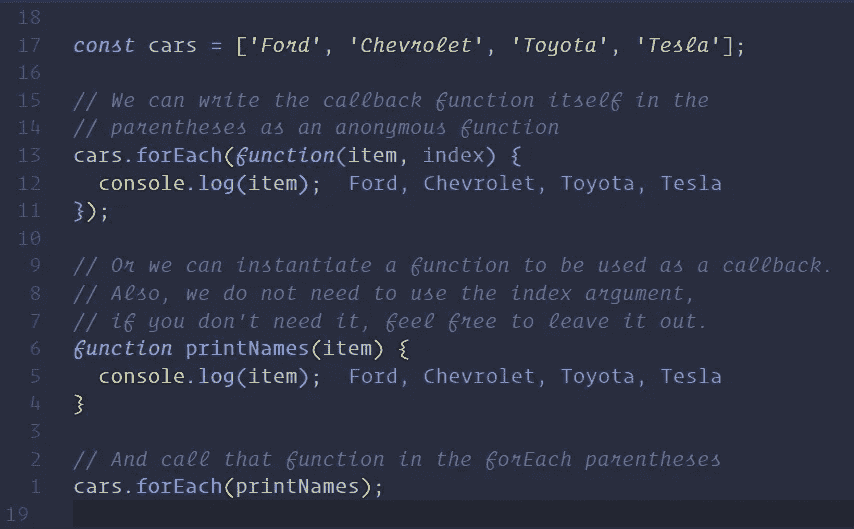 18
17 const cars = ['Ford', 'Chevrolet', 'Toyota', 'Tesla'];
16
15 // We can write the callback function itself in the
14 // parentheses as an anonymous function
13 cars.forEach(function(item, index) {
12 console.log(item); Ford, Chevrolet, Toyota, Tesla
11 });
10
9 // Or we can instantiate a function to be used as a callback.
8 // Also, we do not need to use the index argument,
7 // if you don't need it, feel free to leave it out.
6 function printNames(item) {
5 console.log(item); Ford, Chevrolet, Toyota, Tesla
4 }
3
2 // And call that function in the forEach parentheses
1 cars.forEach(printNames);
19